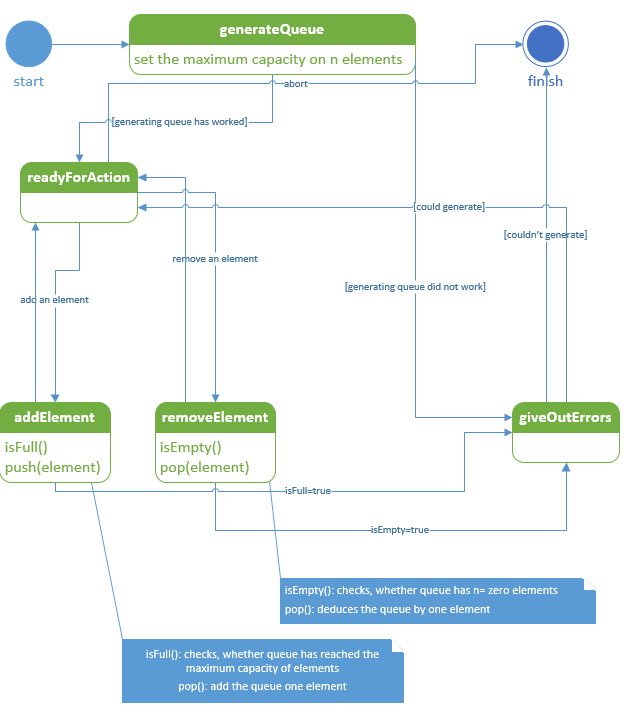 generateQueue
set the maximum capacity on n elements
start
finish
abort
[generating queue has worked]
readyForAction
[could generate]
[couldn't generate]
remove an element
[generating queue did not work]
add an element
addElement
isFull()
push(element)
removeElement
isEmpty()
pop(element)
giveOutErrors
isFull=true
isEmpty=true
isEmpty(): checks, whether queue has n= zero elements
pop(): deduces the queue by one element
isFull(): checks, whether queue has reached the
maximum capacity of elements
pop(): add the queue one element